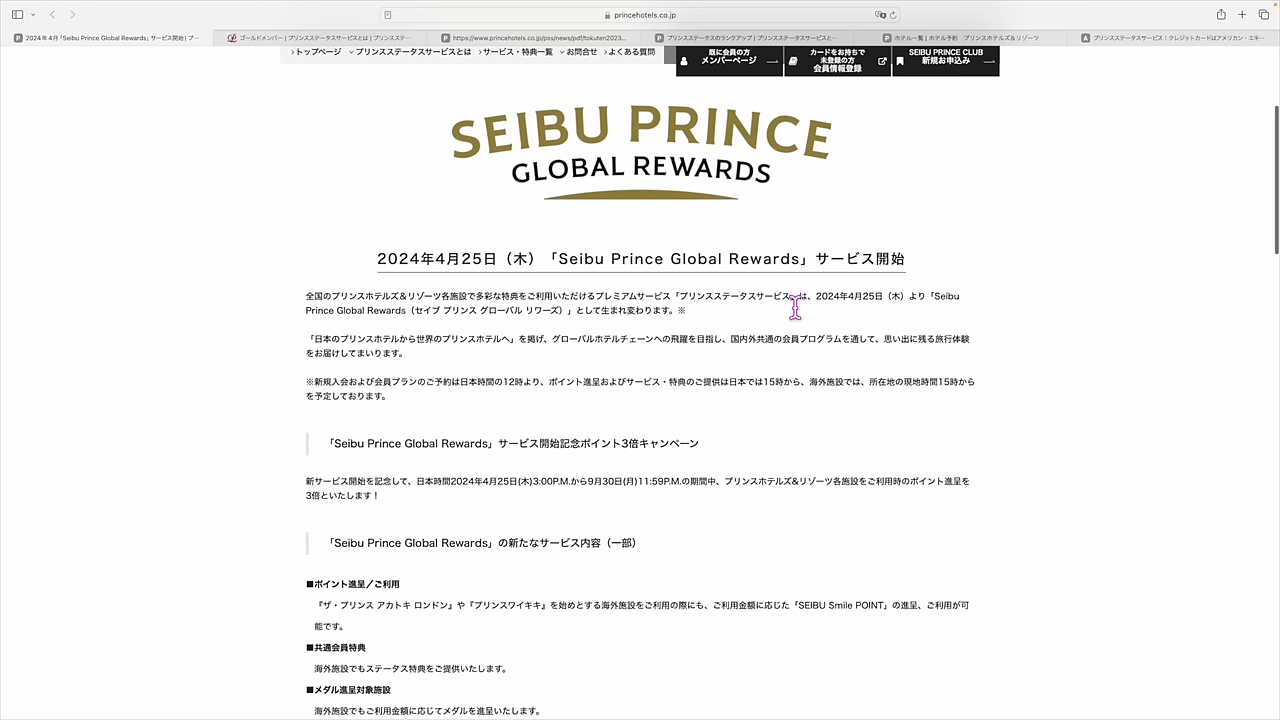 princehotels.co.jp
2024年4月「Seibu Prince Global Rewards」サービス開始 | プ…
ゴールドメンバー | プリンスステータスサービスとは | プリンスステ…
https://www.princehotels.co.jp/pss/news/pdf/tokuten2023…
プリンスステータスのランクアップ | プリンスステータスサービスと…
ホテル一覧 | ホテル予約 プリンスホテルズ&リゾーツ
プリンスステータスサービス | クレジットカードはアメリカン・エキ…
トップページ
プリンスステータスサービスとは
サービス・特典一覧
お問合せ
よくある質問
既に会員の方
メンバーページ
カードをお持ちで
未登録の方
会員情報登録
SEIBU PRINCE CLUB
新規お申込み
SEIBU PRINCE
GLOBAL REWARDS
2024年4月25日（木）「Seibu Prince Global Rewards」サービス開始
全国のプリンスホテルズ＆リゾーツ各施設で多彩な特典をご利用いただけるプレミアムサービス「プリンスステータスサービス」は、2024年4月25日（木）より「Seibu
Prince Global Rewards（セイブ プリンス グローバル リワーズ）」として生まれ変わります。※
「日本のプリンスホテルから世界のプリンスホテルへ」を掲げ、グローバルホテルチェーンへの飛躍を目指し、国内外共通の会員プログラムを通して、思い出に残る旅行体験
をお届けしてまいります。
※新規入会および会員プランのご予約は日本時間の12時より、ポイント進呈およびサービス・特典のご提供は日本では15時から、海外施設では、所在地の現地時間15時から
を予定しております。
「Seibu Prince Global Rewards」サービス開始記念ポイント3倍キャンペーン
新サービス開始を記念して、日本時間2024年4月25日(木)3:00P.M.から9月30日(月)11:59P.M.の期間中、プリンスホテルズ&リゾーツ各施設をご利用時のポイント進呈を
3倍といたします！
「Seibu Prince Global Rewards」の新たなサービス内容（一部）
■ポイント進呈／ご利用
『ザ・プリンス アカトキ ロンドン』や『プリンスワイキキ』を始めとする海外施設をご利用の際にも、ご利用金額に応じた「SEIBU Smile POINT」の進呈、ご利用が可
能です。
■共通会員特典
海外施設でもステータス特典をご提供いたします。
■メダル進呈対象施設
海外施設でもご利用金額に応じてメダルを進呈いたします。